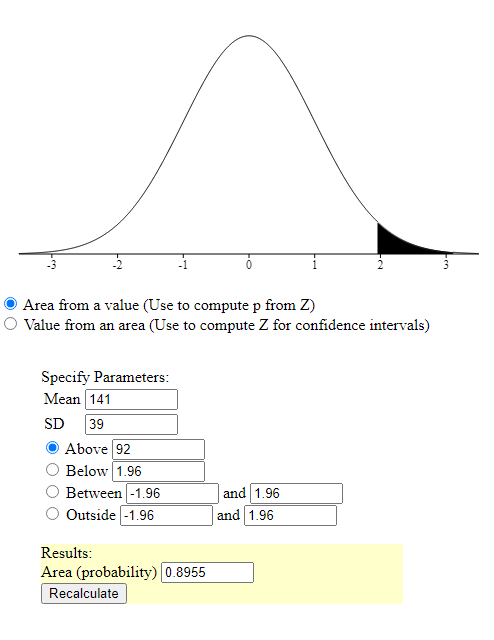 -3 -2 -1 0 1 2 3
Area from a value (Use to compute p from Z)
Value from an area (Use to compute Z for confidence intervals)
Specify Parameters:
Mean 141
SD 39
Above 92
Below 1.96
Between -1.96 and 1.96
Outside -1.96 and 1.96
Results:
Area (probability) 0.8955
Recalculate